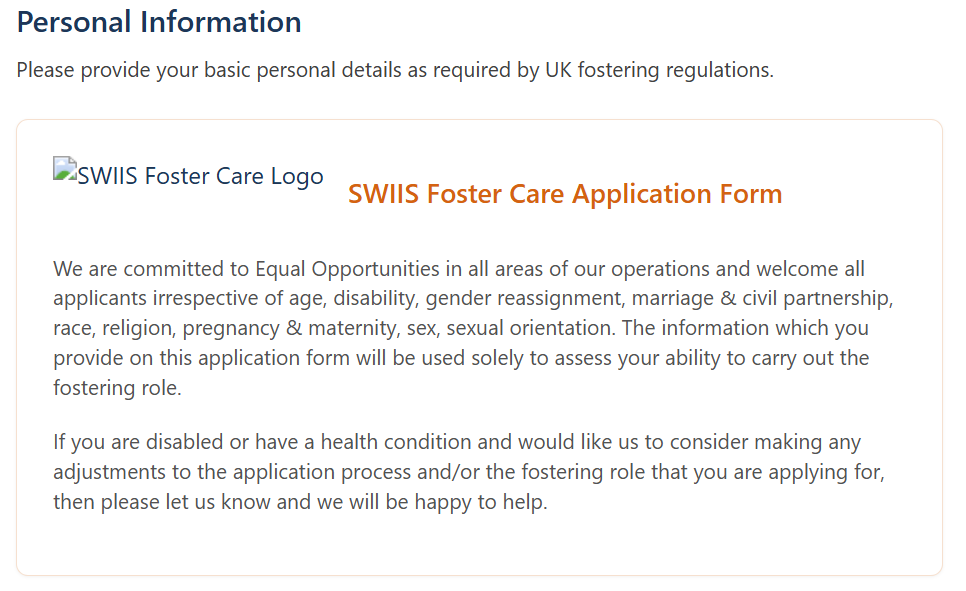 Personal Information
Please provide your basic personal details as required by UK fostering regulations.
SWIIS Foster Care Logo
SWIIS Foster Care Application Form
We are committed to Equal Opportunities in all areas of our operations and welcome all
applicants irrespective of age, disability, gender reassignment, marriage & civil partnership,
race, religion, pregnancy & maternity, sex, sexual orientation. The information which you
provide on this application form will be used solely to assess your ability to carry out the
fostering role.
If you are disabled or have a health condition and would like us to consider making any
adjustments to the application process and/or the fostering role that you are applying for,
then please let us know and we will be happy to help.